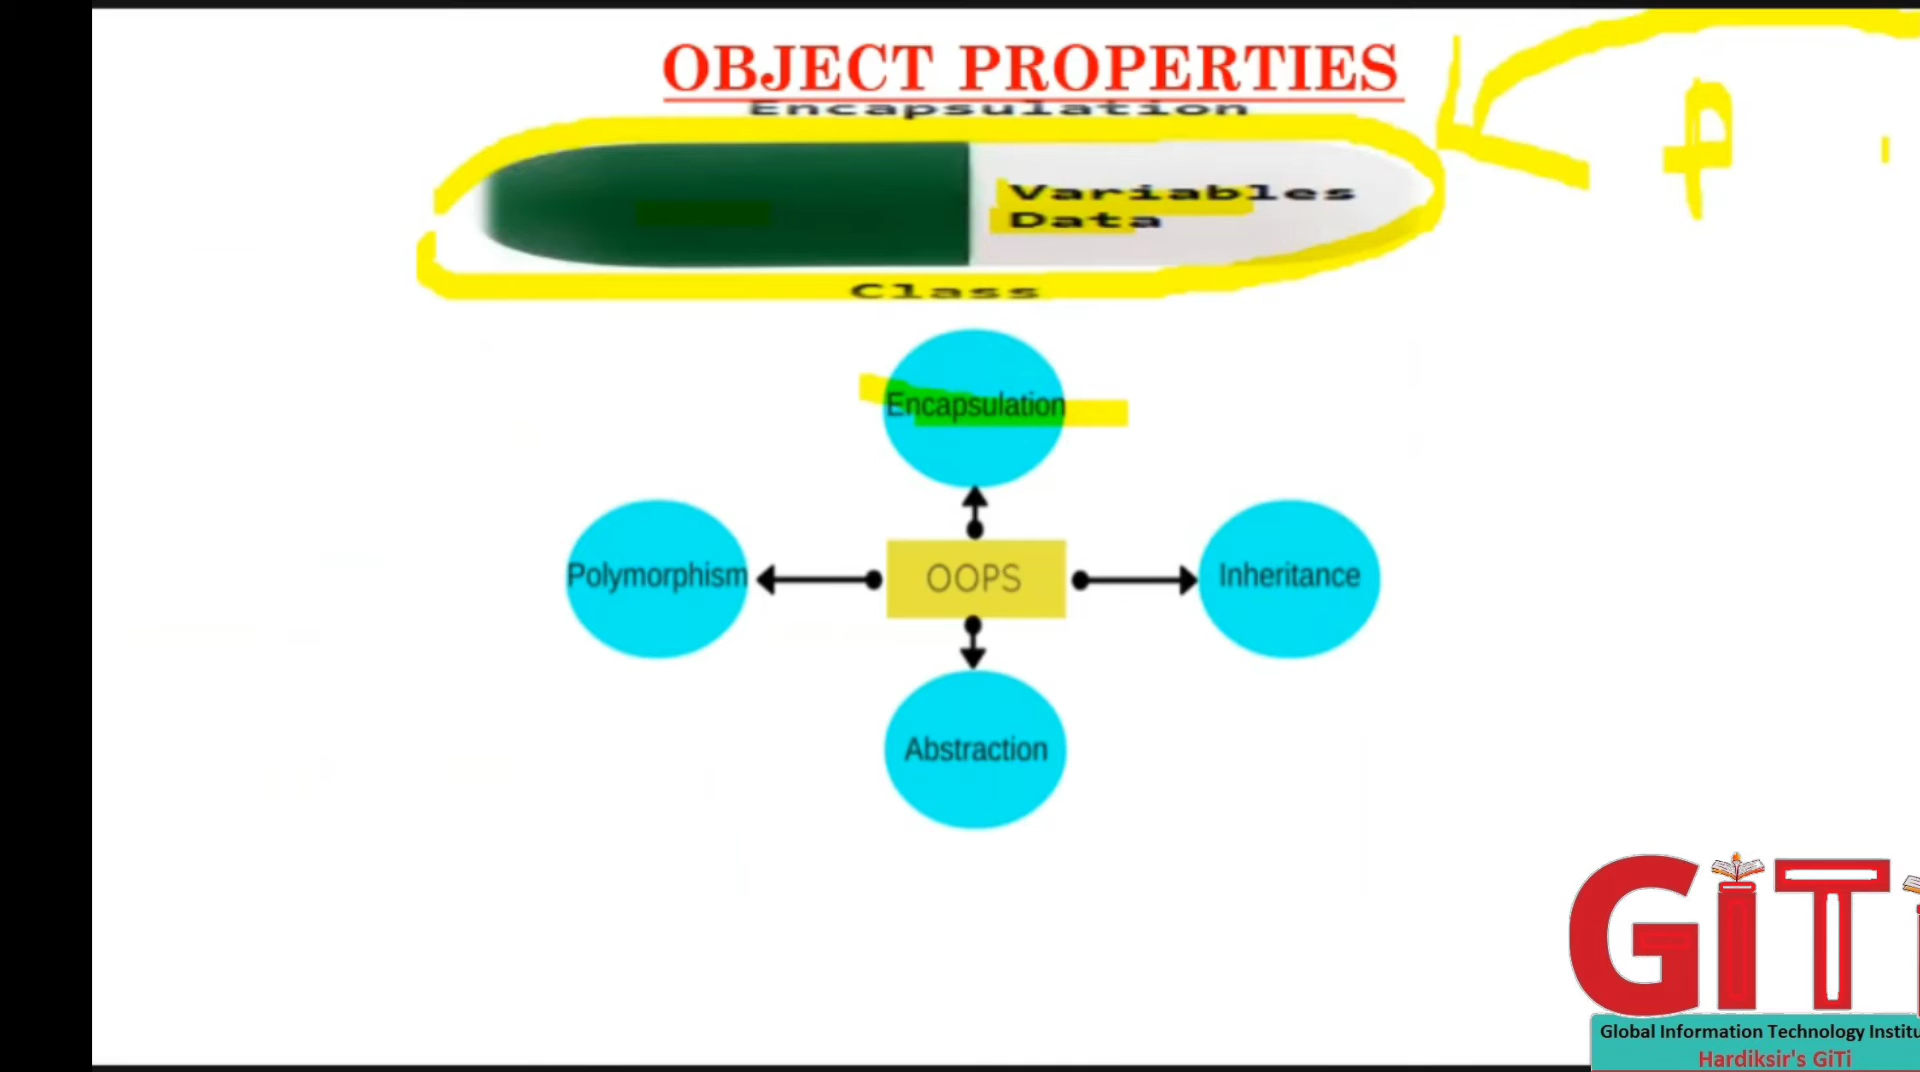 OBJECT PROPERTIES
Encapsulation
Variables
Data
Class
Encapsulation
Polymorphism
OOPS
Inheritance
Abstraction
GiTi
Global Information Technology Institu
Hardiksir's GiTi